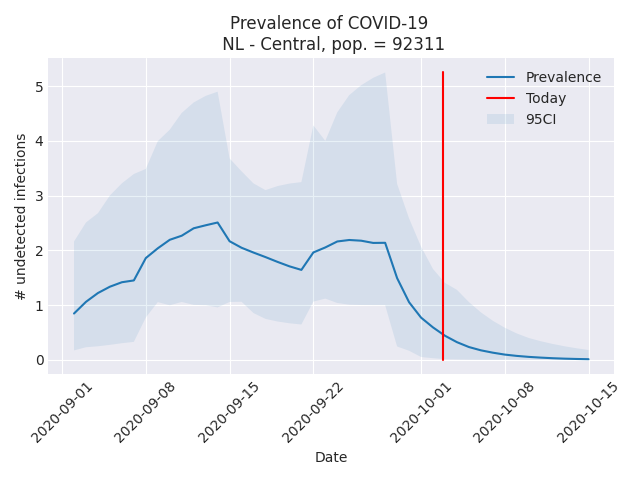 Prevalence of COVID-19
NL - Central, pop. = 92311
Prevalence
Today
95CI
# undetected infections
5
4
3
2
1
0
2020-09-01
2020-09-08
2020-09-15
2020-09-22
2020-10-01
2020-10-08
2020-10-15
Date